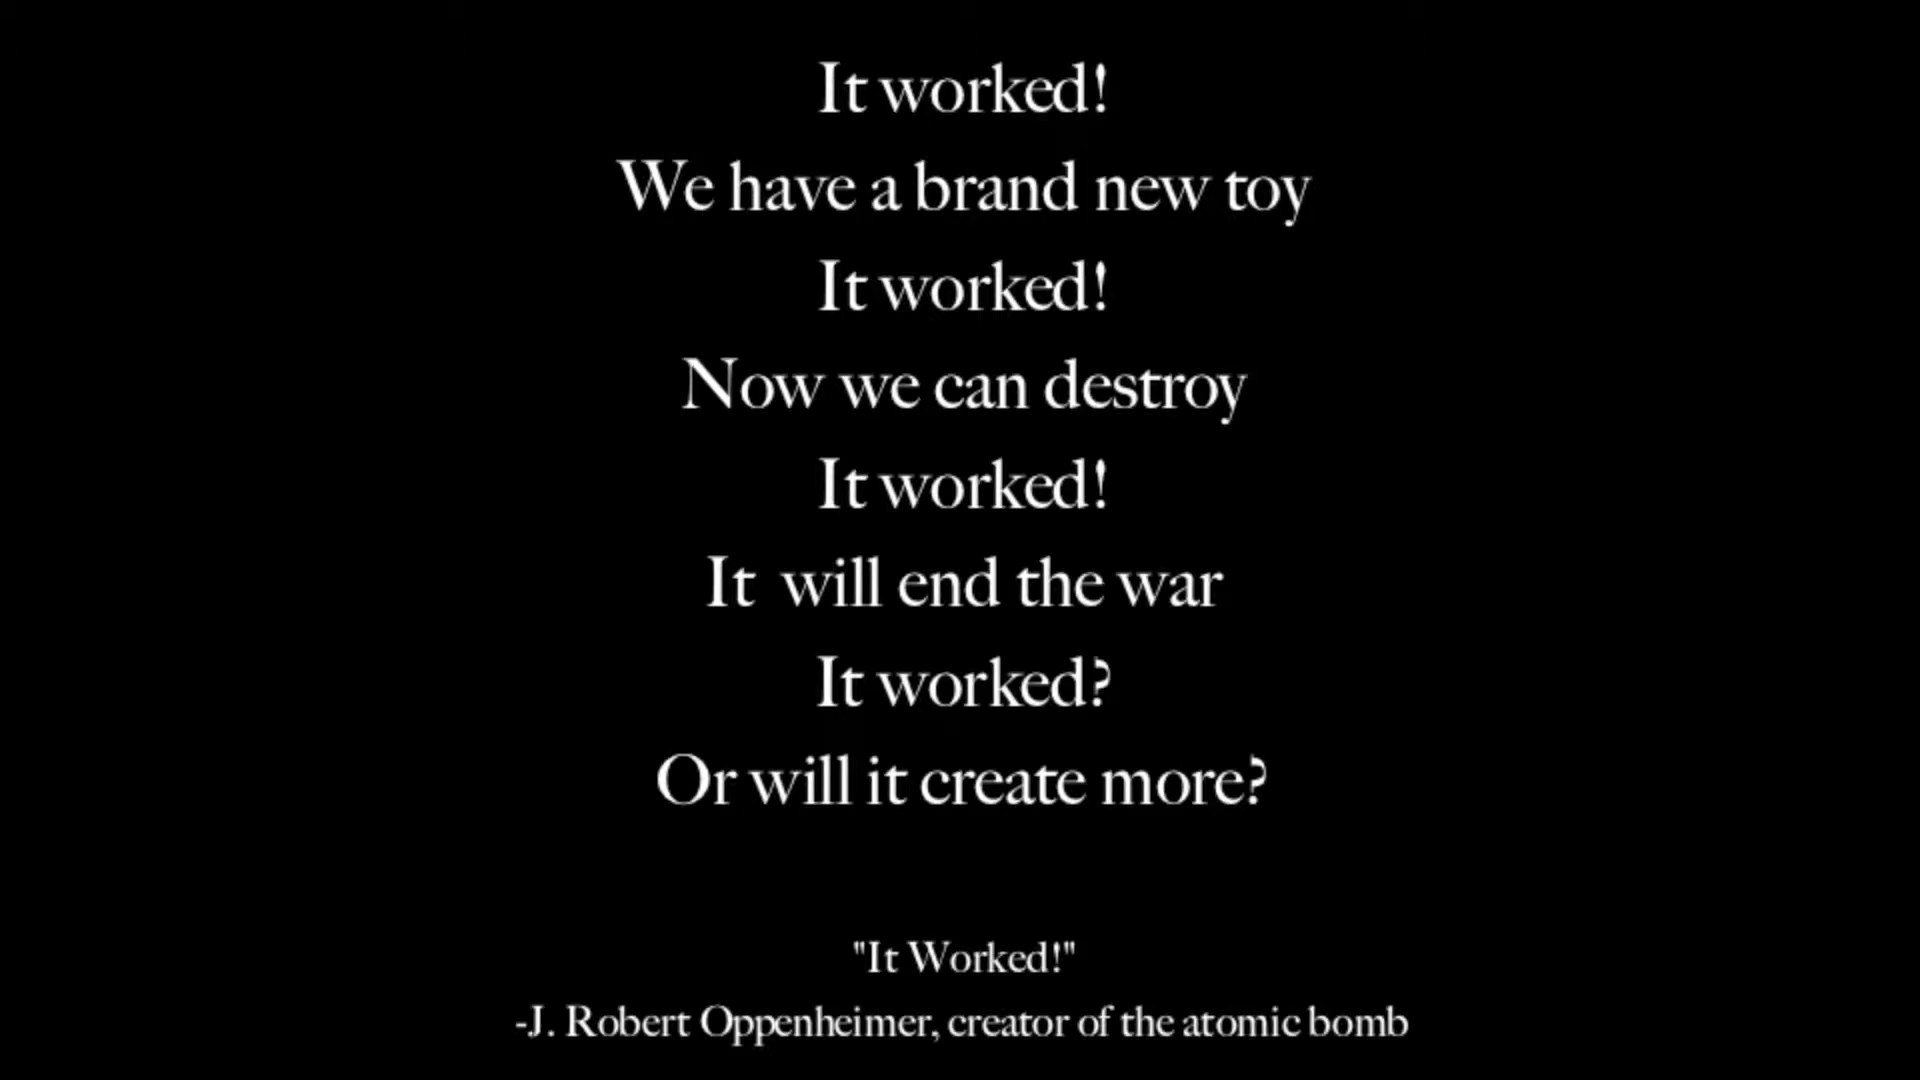 It worked!
We have a brand new toy
It worked!
Now we can destroy
It worked!
It  will end the war
It worked?
Or will it create more?
"It Worked!"
-J. Robert Oppenheimer, creator of the atomic bomb